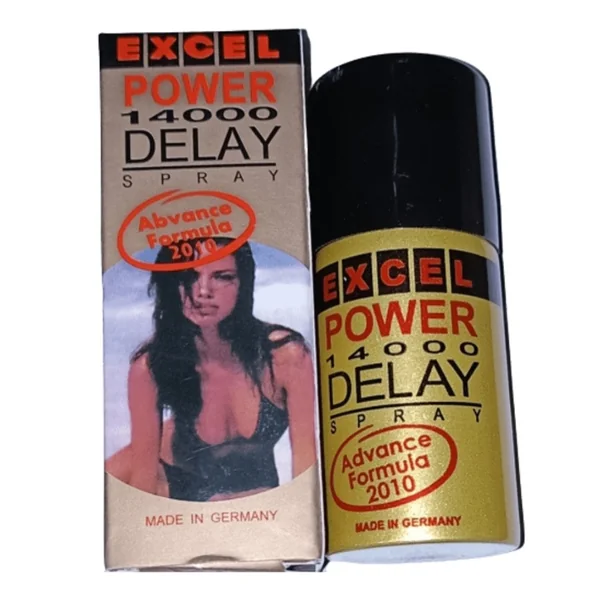 EXCEL
POWER
14000
DELAY
SPRAY
Abvance
Formula
2010
MADE IN GERMANY
EXCEL
POWER
14000
DELAY
SPRAY
Advance
Formula
2010
MADE IN GERMANY